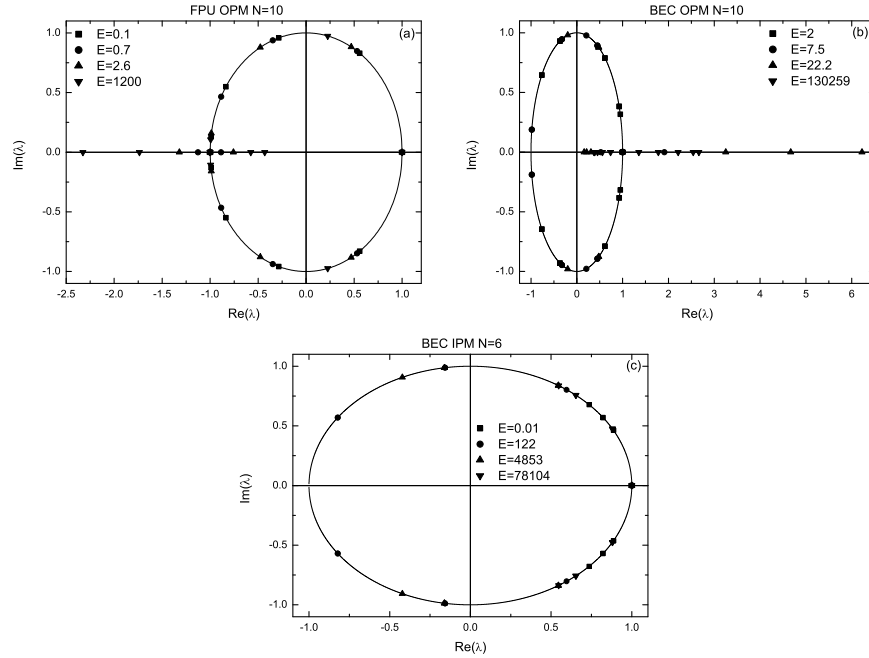 FPU OPM N=10
(a)
E=0.1
E=0.7
E=2.6
E=1200
Im(λ)
1.0
0.5
0.0
-0.5
-1.0
-2.5 -2.0 -1.5 -1.0 -0.5 0.0 0.5 1.0
Re(λ)
BEC OPM N=10
(b)
E=2
E=7.5
E=22.2
E=130259
Im(λ)
1.0
0.5
0.0
-0.5
-1.0
-1 0 1 2 3 4 5 6
Re(λ)
BEC IPM N=6
(c)
E=0.01
E=122
E=4853
E=78104
Im(λ)
1.0
0.5
0.0
-0.5
-1.0
-1.0 -0.5 0.0 0.5 1.0
Re(λ)